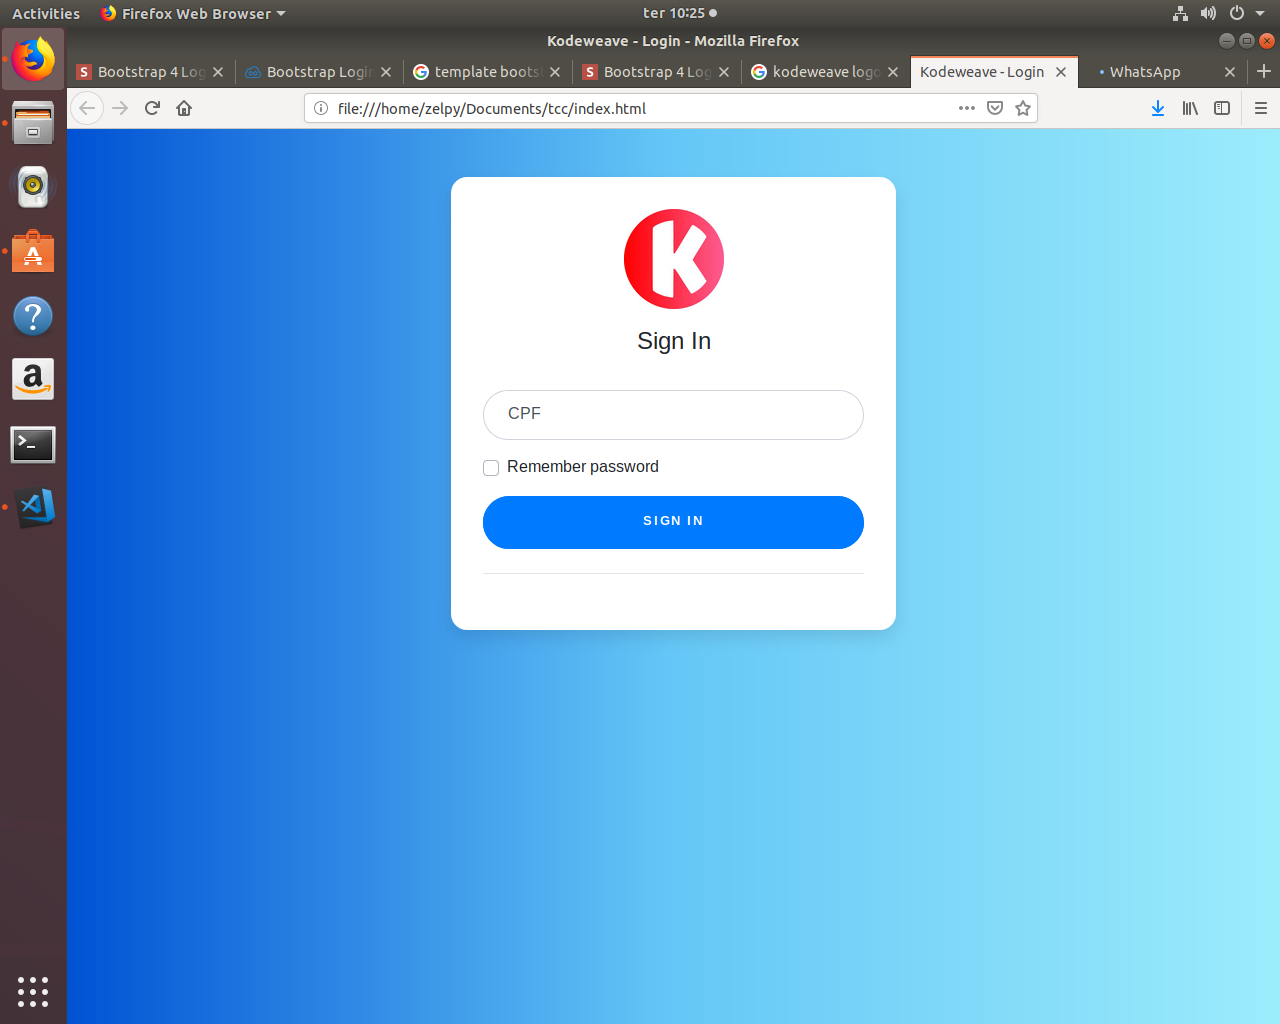 Activities
Firefox Web Browser
ter 10:25
Kodeweave - Login - Mozilla Firefox
Bootstrap 4 Log
Bootstrap Login
template bootst
Bootstrap 4 Log
kodeweave logo
Kodeweave - Login
WhatsApp
file:///home/zelpy/Documents/tcc/index.html
K
Sign In
CPF
Remember password
SIGN IN